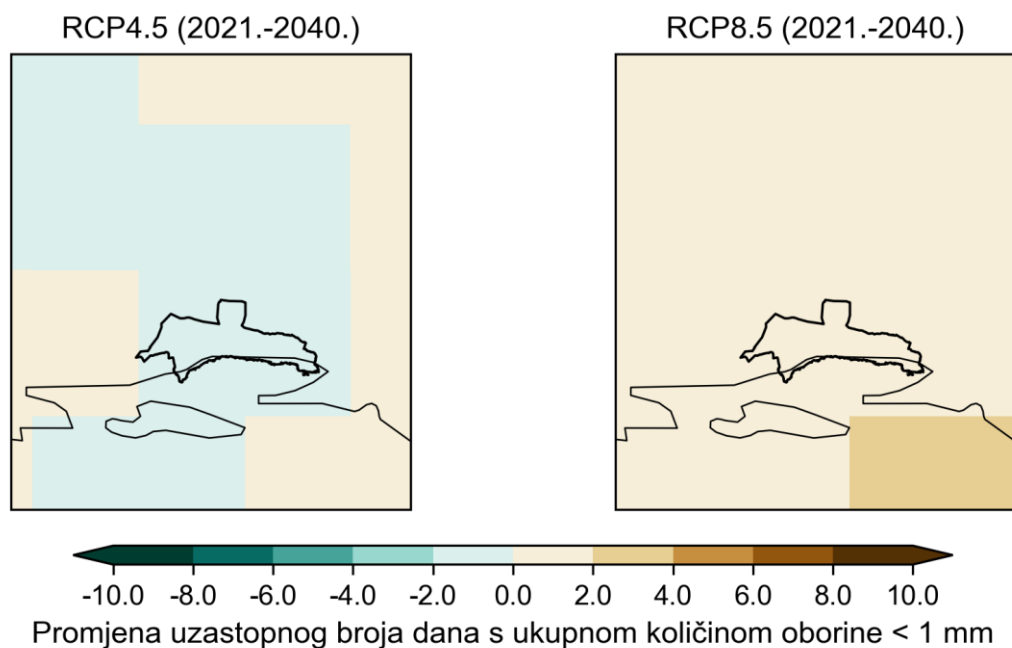 RCP4.5 (2021.-2040.) RCP8.5 (2021.-2040.)
-10.0 -8.0 -6.0 -4.0 -2.0 0.0 2.0 4.0 6.0 8.0 10.0
Promjena uzastopnog broja dana s ukupnom količinom oborine < 1 mm